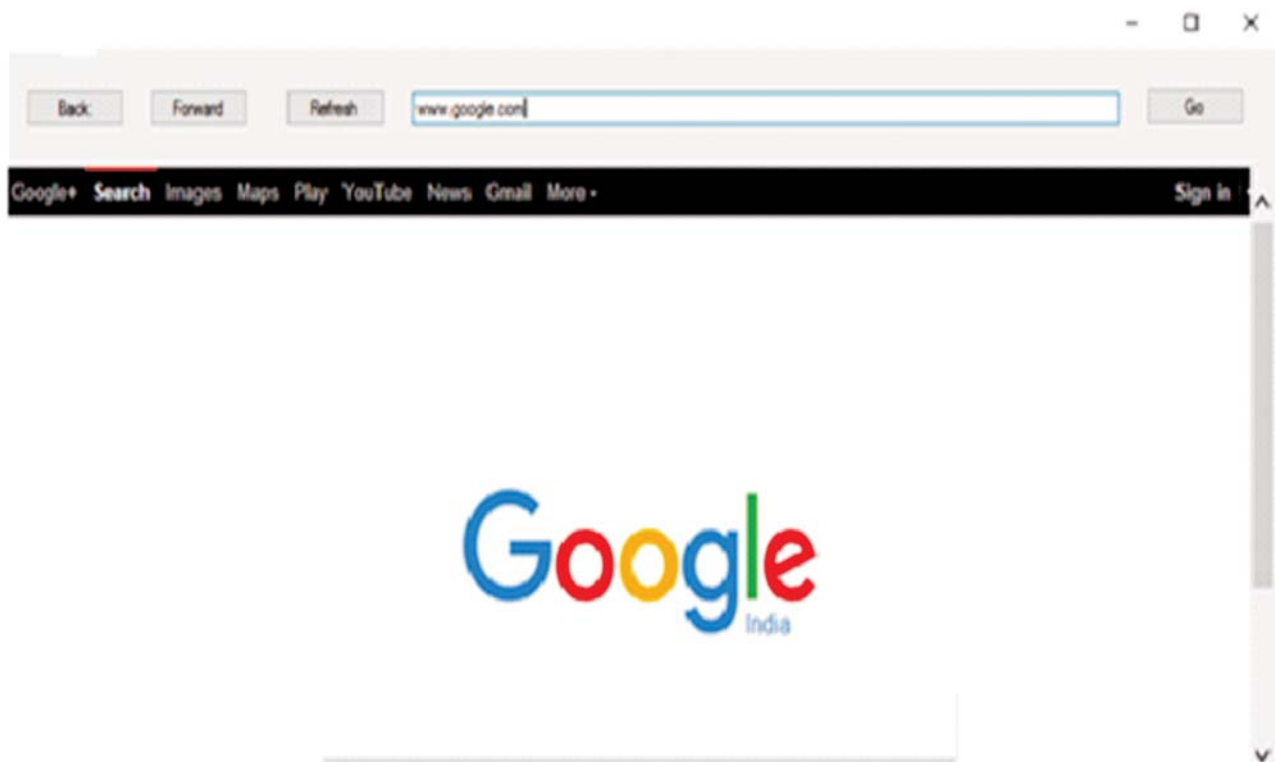 Back Forward Refresh www.google.com Go
Google+ Search Images Maps Play YouTube News Gmail More Sign in
Google
India